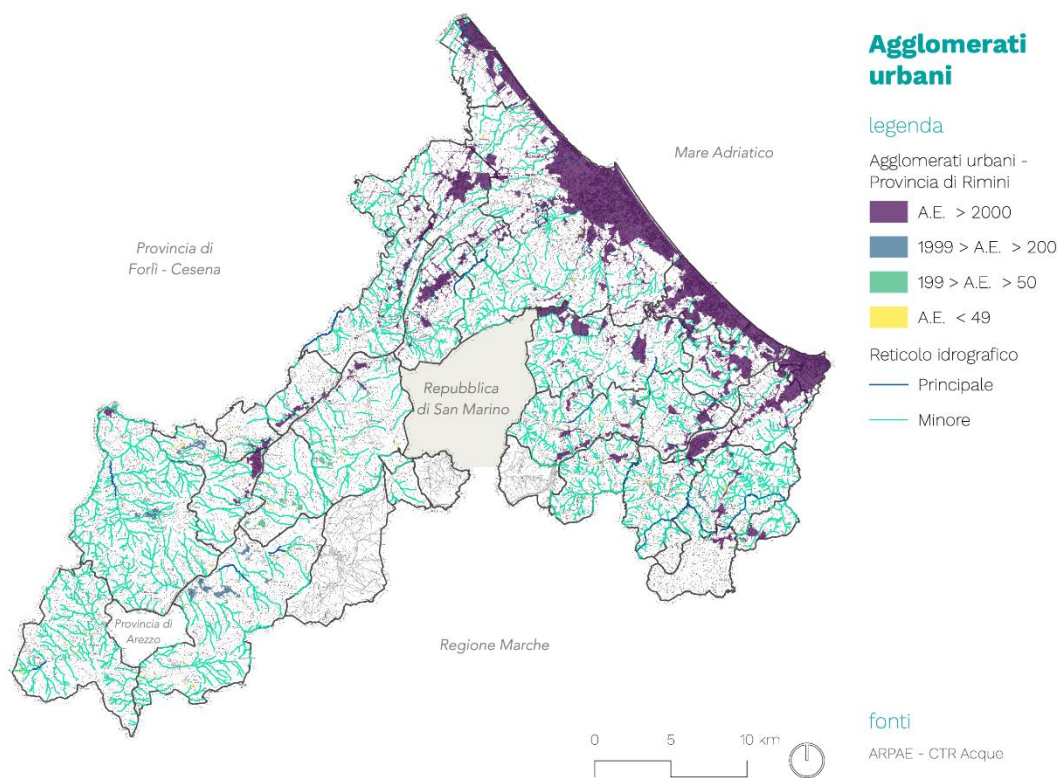 Agglomerati
urbani
legenda
Agglomerati urbani -
Provincia di Rimini
A.E. > 2000
1999 > A.E. > 200
199 > A.E. > 50
A.E. < 49
Reticolo idrografico
Principale
Minore
Mare Adriatico
Provincia di
Forlì - Cesena
Repubblica
di San Marino
Provincia di
Arezzo
Regione Marche
0 5 10 km
fonti
ARPAE - CTR Acque